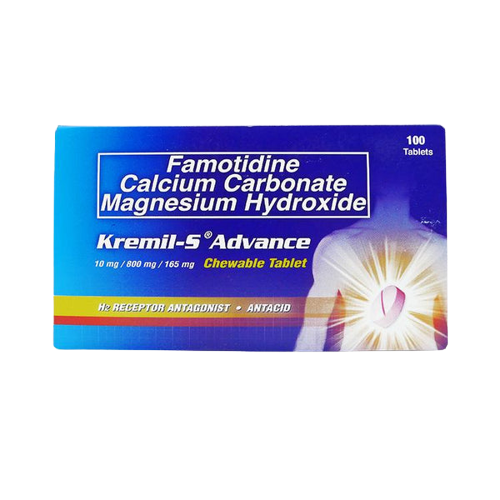 100
Tablets
Famotidine
Calcium Carbonate
Magnesium Hydroxide
Kremil-S® Advance
10 mg / 800 mg / 165 mg Chewable Tablet
H2 RECEPTOR ANTAGONIST • ANTACID